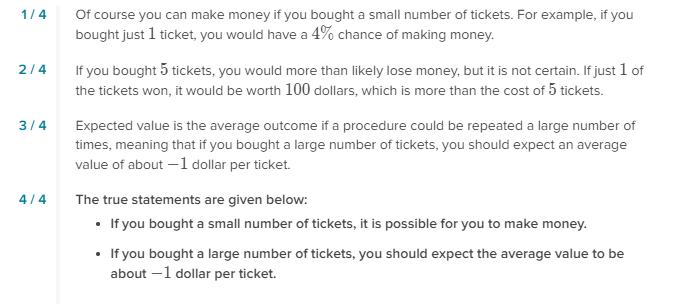 1 / 4 Of course you can make money if you bought a small number of tickets. For example, if you
bought just 1 ticket, you would have a 4% chance of making money.
2 / 4 If you bought 5 tickets, you would more than likely lose money, but it is not certain. If just 1 of
the tickets won, it would be worth 100 dollars, which is more than the cost of 5 tickets.
3 / 4 Expected value is the average outcome if a procedure could be repeated a large number of
times, meaning that if you bought a large number of tickets, you should expect an average
value of about −1 dollar per ticket.
4 / 4 The true statements are given below:
• If you bought a small number of tickets, it is possible for you to make money.
• If you bought a large number of tickets, you should expect the average value to be
about −1 dollar per ticket.